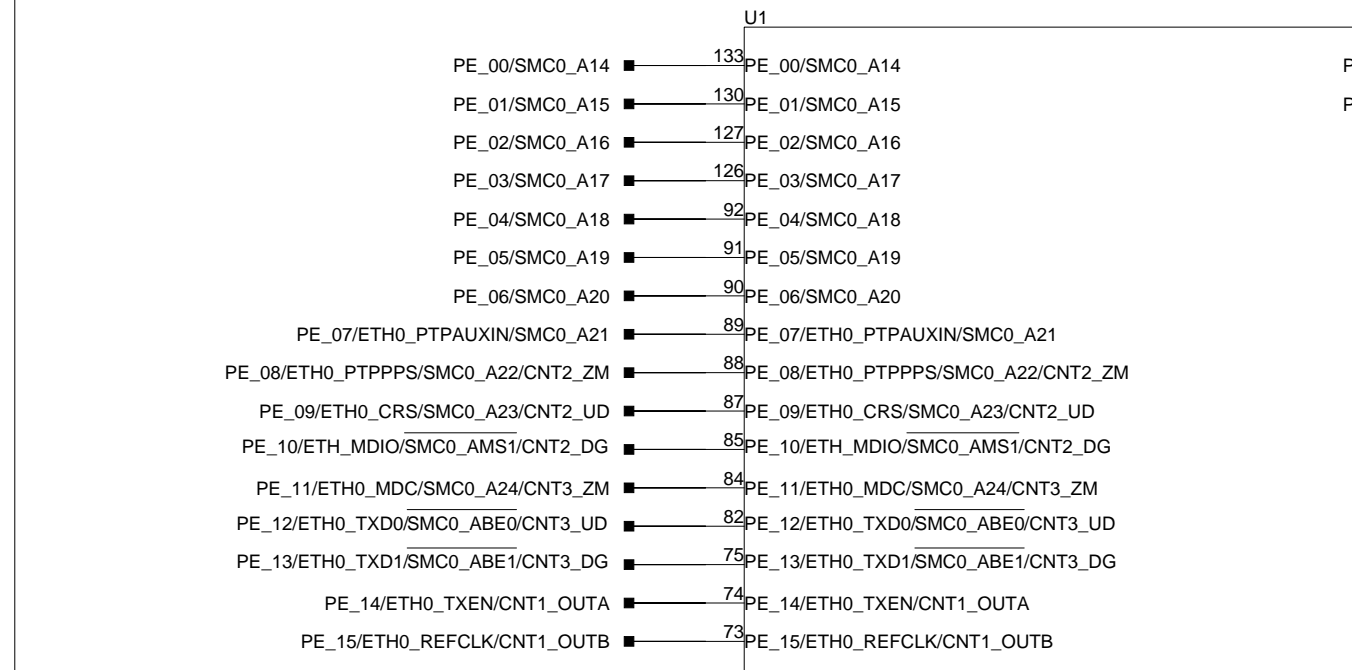 U1
PE_00/SMC0_A14 133 PE_00/SMC0_A14 P
PE_01/SMC0_A15 130 PE_01/SMC0_A15 P
PE_02/SMC0_A16 127 PE_02/SMC0_A16
PE_03/SMC0_A17 126 PE_03/SMC0_A17
PE_04/SMC0_A18 92 PE_04/SMC0_A18
PE_05/SMC0_A19 91 PE_05/SMC0_A19
PE_06/SMC0_A20 90 PE_06/SMC0_A20
PE_07/ETH0_PTPAUXIN/SMC0_A21 89 PE_07/ETH0_PTPAUXIN/SMC0_A21
PE_08/ETH0_PTPPPS/SMC0_A22/CNT2_ZM 88 PE_08/ETH0_PTPPPS/SMC0_A22/CNT2_ZM
PE_09/ETH0_CRS/SMC0_A23/CNT2_UD 87 PE_09/ETH0_CRS/SMC0_A23/CNT2_UD
PE_10/ETH_MDIO/SMC0_AMS1/CNT2_DG 85 PE_10/ETH_MDIO/SMC0_AMS1/CNT2_DG
PE_11/ETH0_MDC/SMC0_A24/CNT3_ZM 84 PE_11/ETH0_MDC/SMC0_A24/CNT3_ZM
PE_12/ETH0_TXD0/SMC0_ABE0/CNT3_UD 82 PE_12/ETH0_TXD0/SMC0_ABE0/CNT3_UD
PE_13/ETH0_TXD1/SMC0_ABE1/CNT3_DG 75 PE_13/ETH0_TXD1/SMC0_ABE1/CNT3_DG
PE_14/ETH0_TXEN/CNT1_OUTA 74 PE_14/ETH0_TXEN/CNT1_OUTA
PE_15/ETH0_REFCLK/CNT1_OUTB 73 PE_15/ETH0_REFCLK/CNT1_OUTB